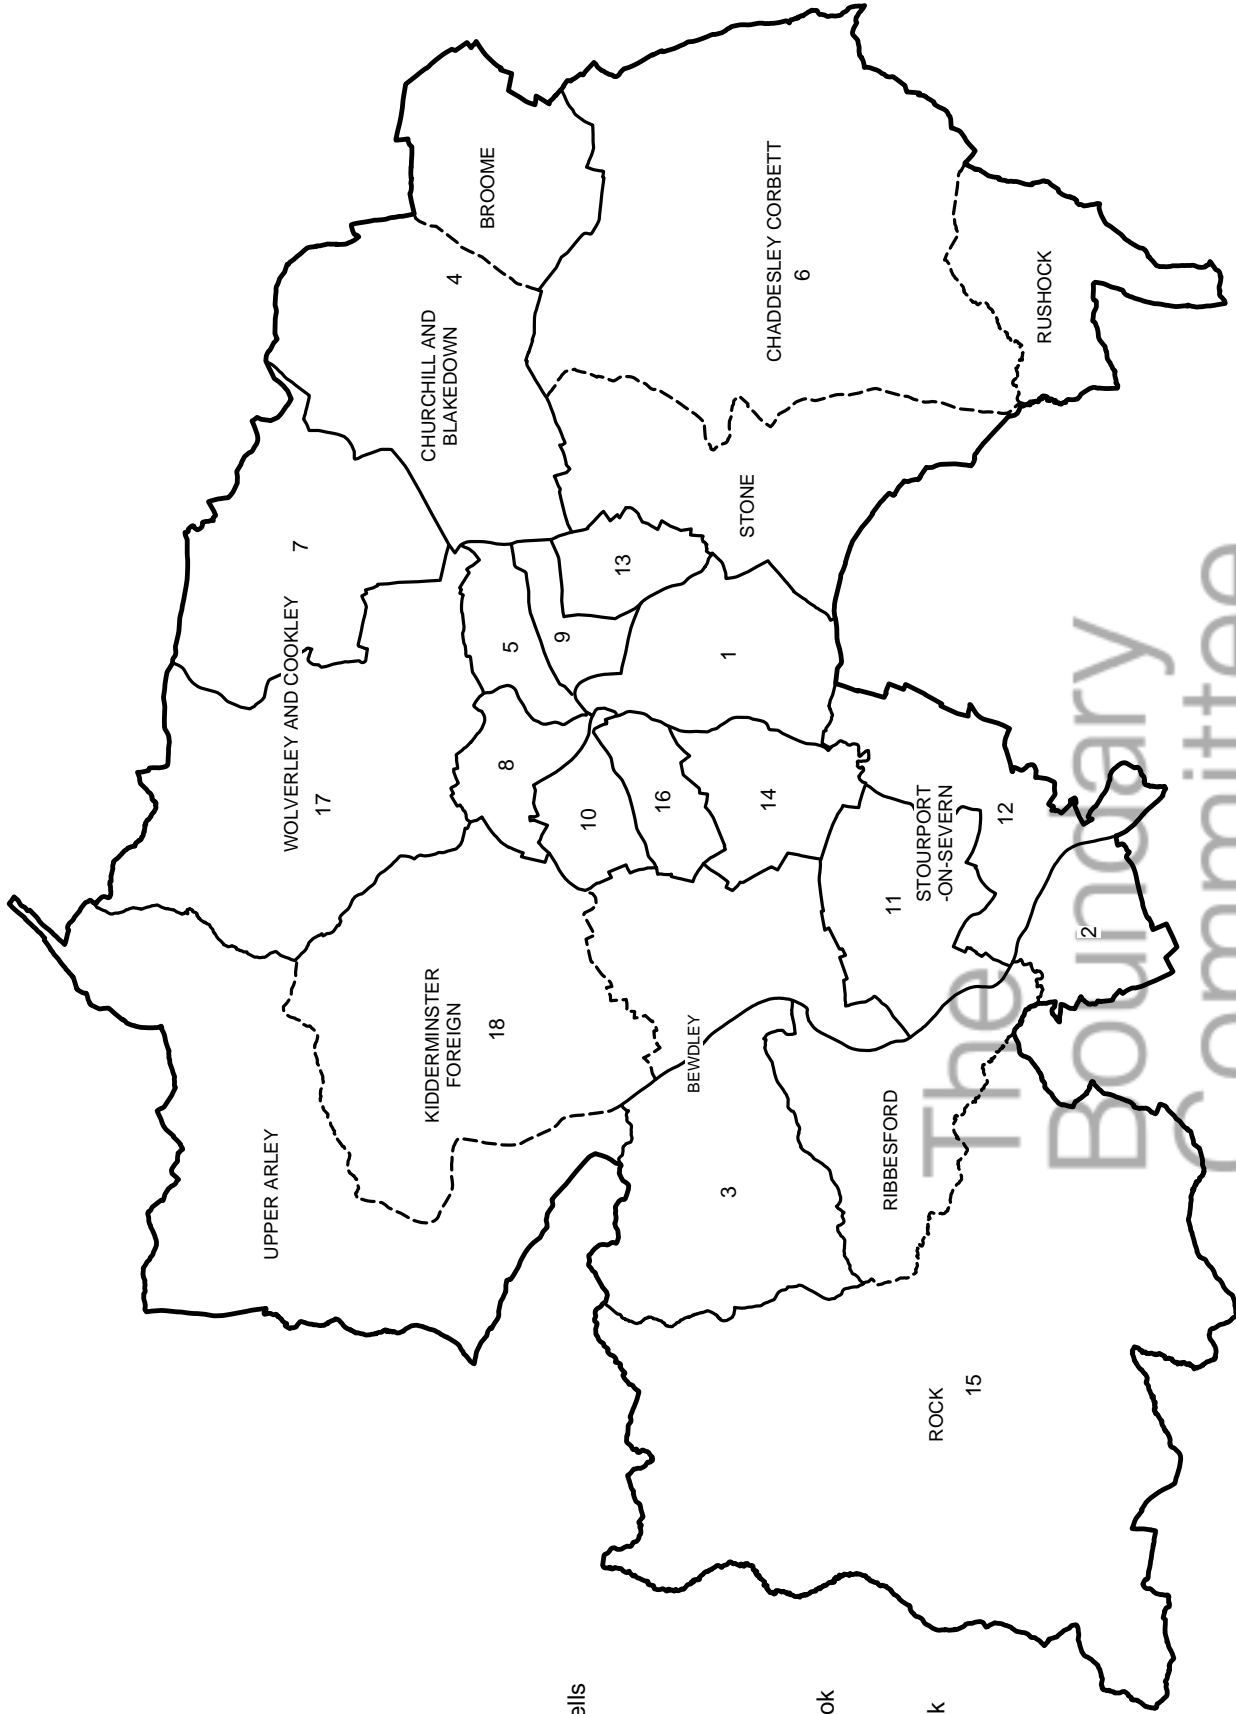 UPPER ARLEY
WOLVERLEY AND COOKLEY
17
7
KIDDERMINSTER
FOREIGN
18
CHURCHILL AND
BLAKEDOWN
4
BROOME
8
5
9
10
13
16
BEWDLEY
3
14
1
STONE
CHADDESLEY CORBETT
6
RIBBESFORD
11
STOURPORT
-ON-SEVERN
12
RUSHOCK
ROCK
15
2
ells
ok
k
The
Boundary
Committee